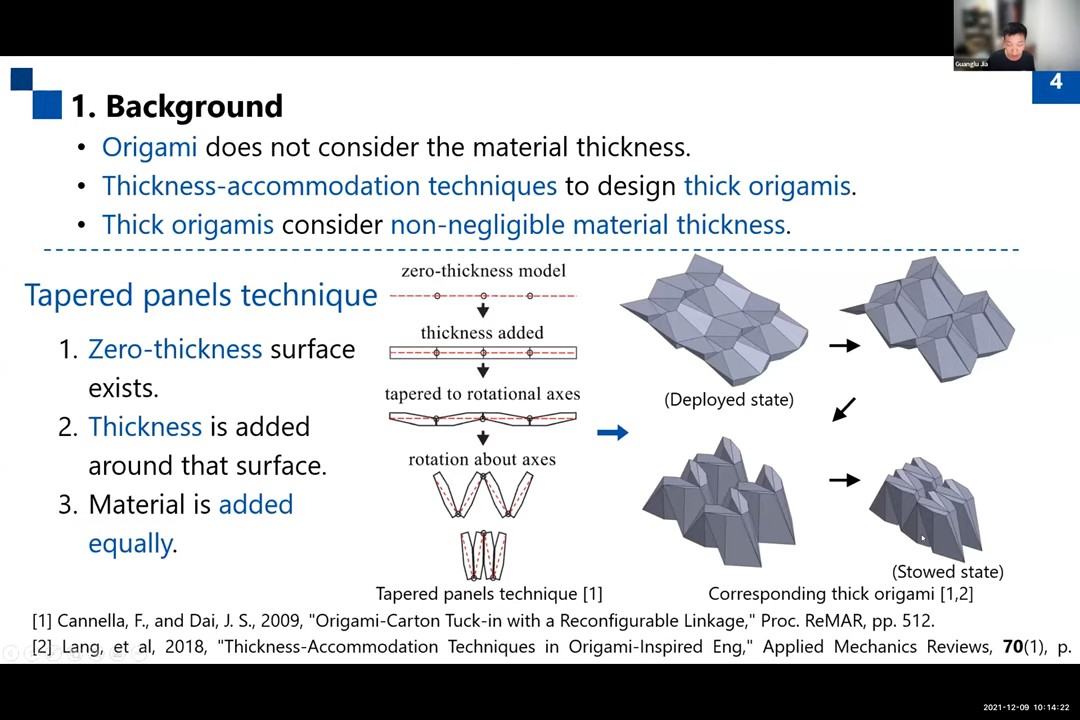 Guanglu Jia
4
1. Background
• Origami does not consider the material thickness.
• Thickness-accommodation techniques to design thick origamis.
• Thick origamis consider non-negligible material thickness.
Tapered panels technique
1. Zero-thickness surface
exists.
2. Thickness is added
around that surface.
3. Material is added
equally.
zero-thickness model
thickness added
tapered to rotational axes
rotation about axes
Tapered panels technique [1]
(Deployed state)
(Stowed state)
Corresponding thick origami [1,2]
[1] Cannella, F., and Dai, J. S., 2009, "Origami-Carton Tuck-in with a Reconfigurable Linkage," Proc. ReMAR, pp. 512.
[2] Lang, et al, 2018, "Thickness-Accommodation Techniques in Origami-Inspired Eng," Applied Mechanics Reviews, 70(1), p.
2021-12-09 10:14:22